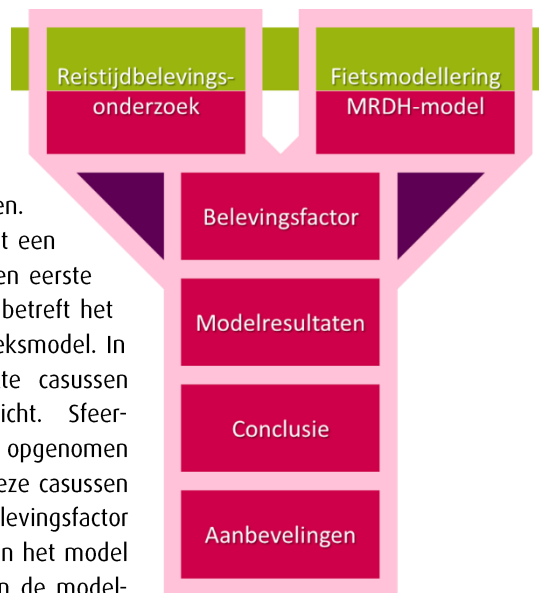 Reistijdbelevings-
onderzoek
Fietsmodellering
MRDH-model
Belevingsfactor
Modelresultaten
Conclusie
Aanbevelingen
en.
t een
en eerste
betreft het
eksmodel. In
te casussen
icht. Sfeer-
opgenomen
eze casussen
levingsfactor
n het model
n de model-